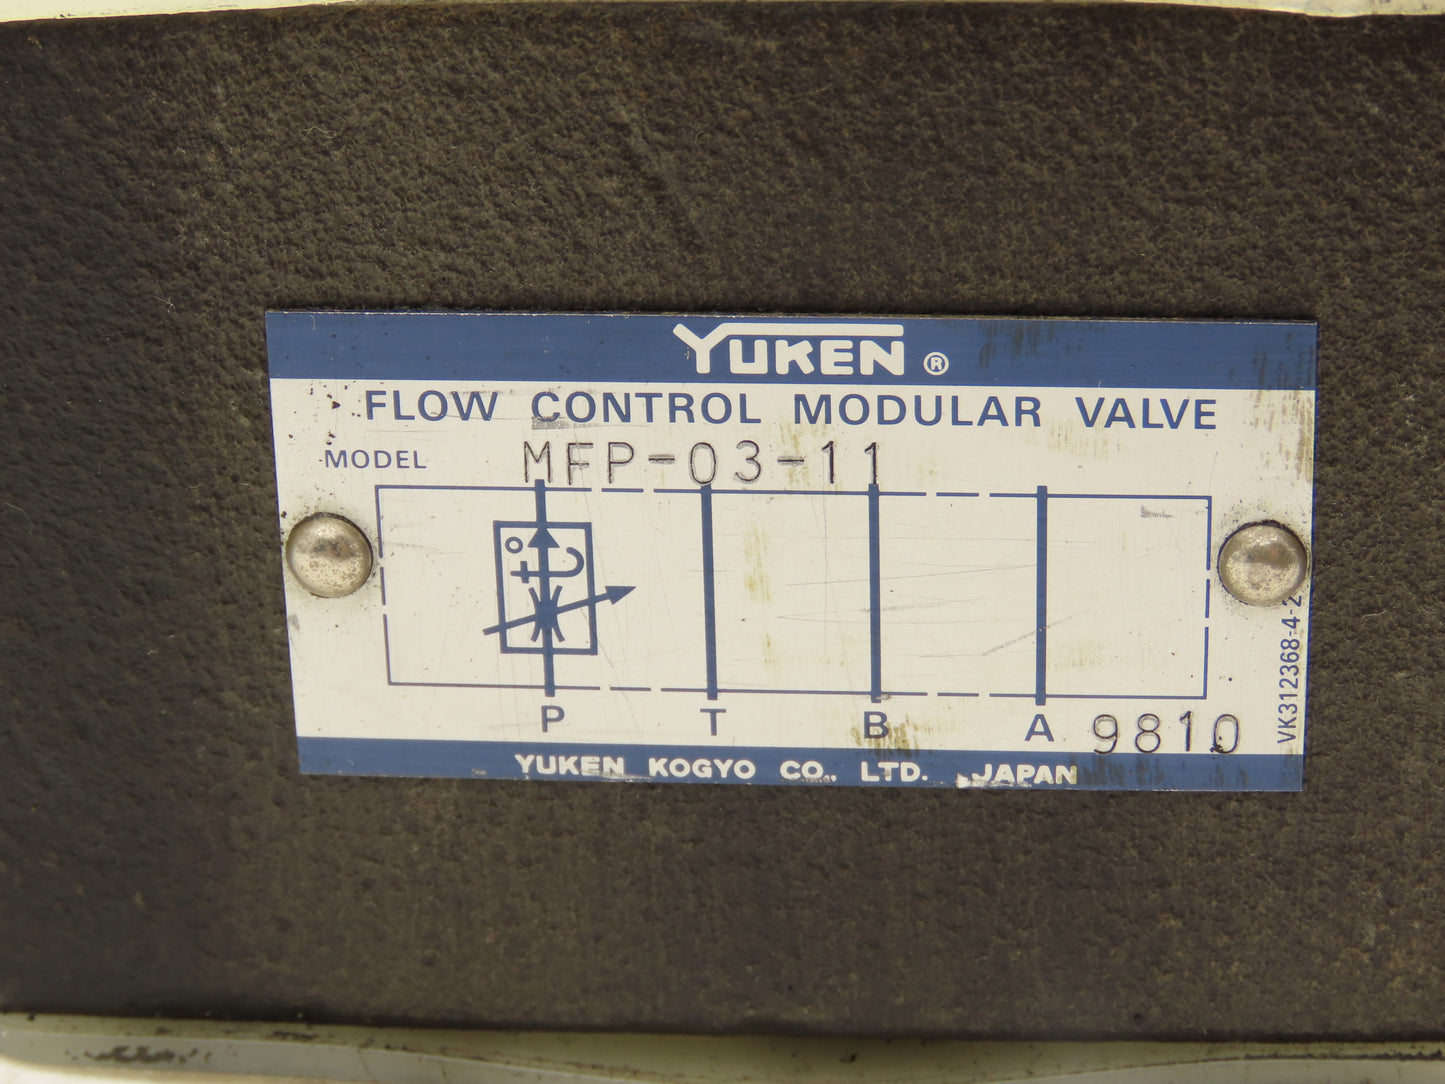 YUKEN ®
FLOW CONTROL MODULAR VALVE
MODEL MFP-03-11
t°C
P T B A 9810
VK312368-4-2
YUKEN KOGYO CO., LTD. JAPAN